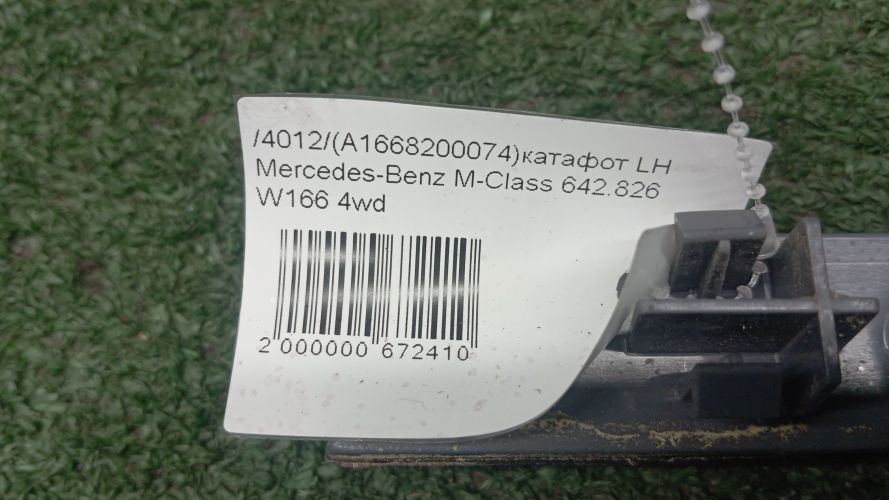 /4012/(A1668200074)катафот LH
Mercedes-Benz M-Class 642.826
W166 4wd
2 000000 672410